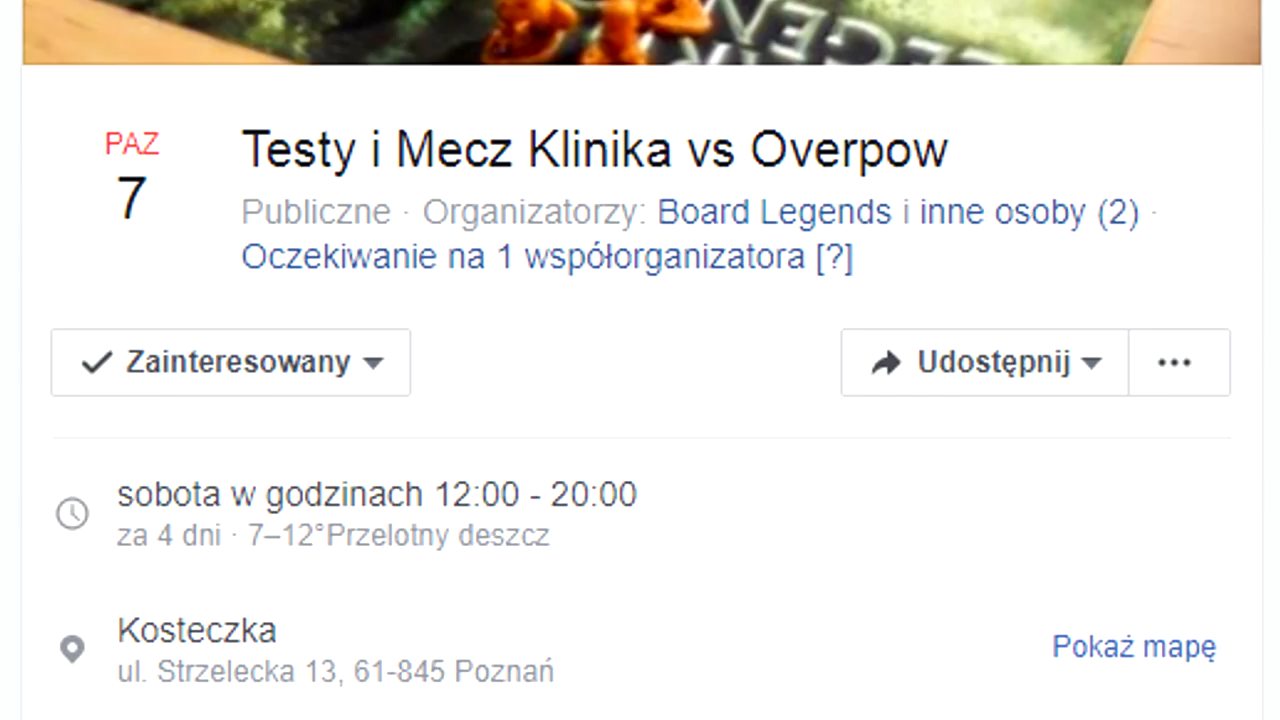 PAZ
7
Testy i Mecz Klinika vs Overpow
Publiczne · Organizatorzy: Board Legends i inne osoby (2) ·
Oczekiwanie na 1 współorganizatora [?]
Zainteresowany
Udostępnij
sobota w godzinach 12:00 - 20:00
za 4 dni · 7–12°Przelotny deszcz
Kosteczka
ul. Strzelecka 13, 61-845 Poznań
Pokaż mapę